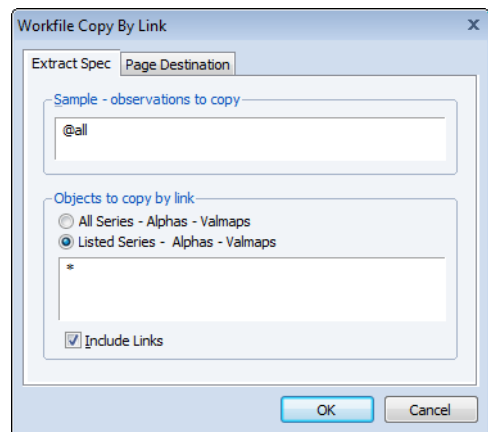 Workfile Copy By Link
Extract Spec Page Destination
Sample - observations to copy
@all
Objects to copy by link
All Series - Alphas - Valmaps
Listed Series - Alphas - Valmaps
*
Include Links
OK Cancel